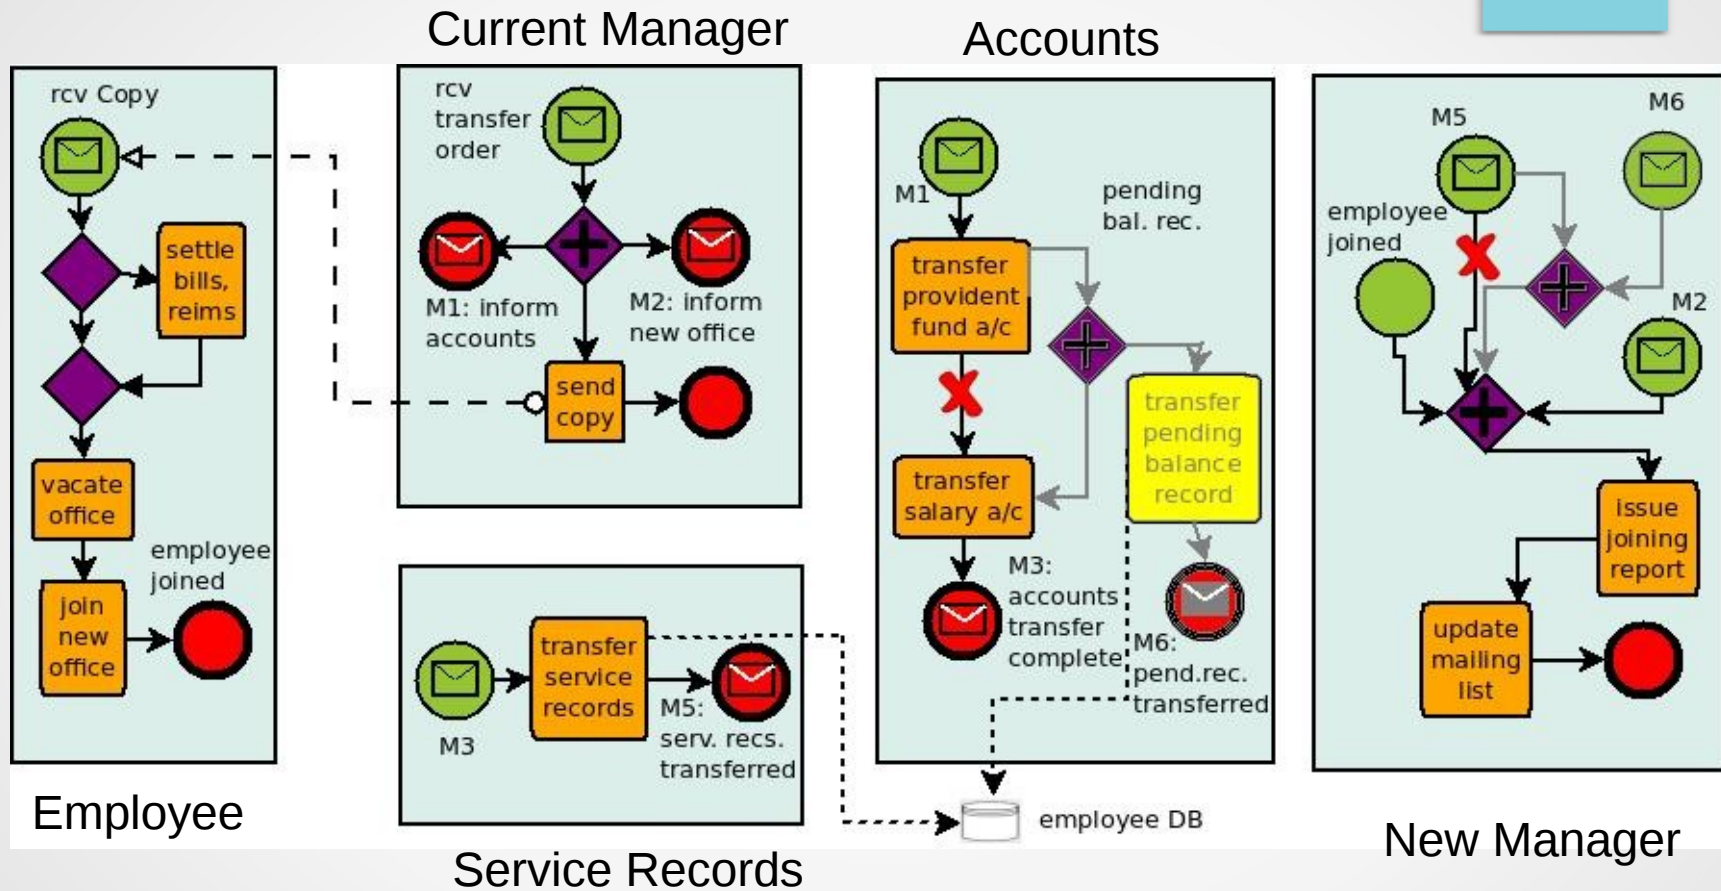 Current Manager
Accounts
rcv Copy
settle
bills,
reims
vacate
office
employee
joined
join
new
office
Employee
rcv
transfer
order
M1: inform
accounts
M2: inform
new office
send
copy
M3
transfer
service
records
M5:
serv. recs.
transferred
Service Records
M1
pending
bal. rec.
transfer
provident
fund a/c
transfer
pending
balance
record
transfer
salary a/c
M3:
accounts
transfer
complete
M6:
pend.rec.
transferred
employee DB
M5
M6
employee
joined
M2
issue
joining
report
update
mailing
list
New Manager